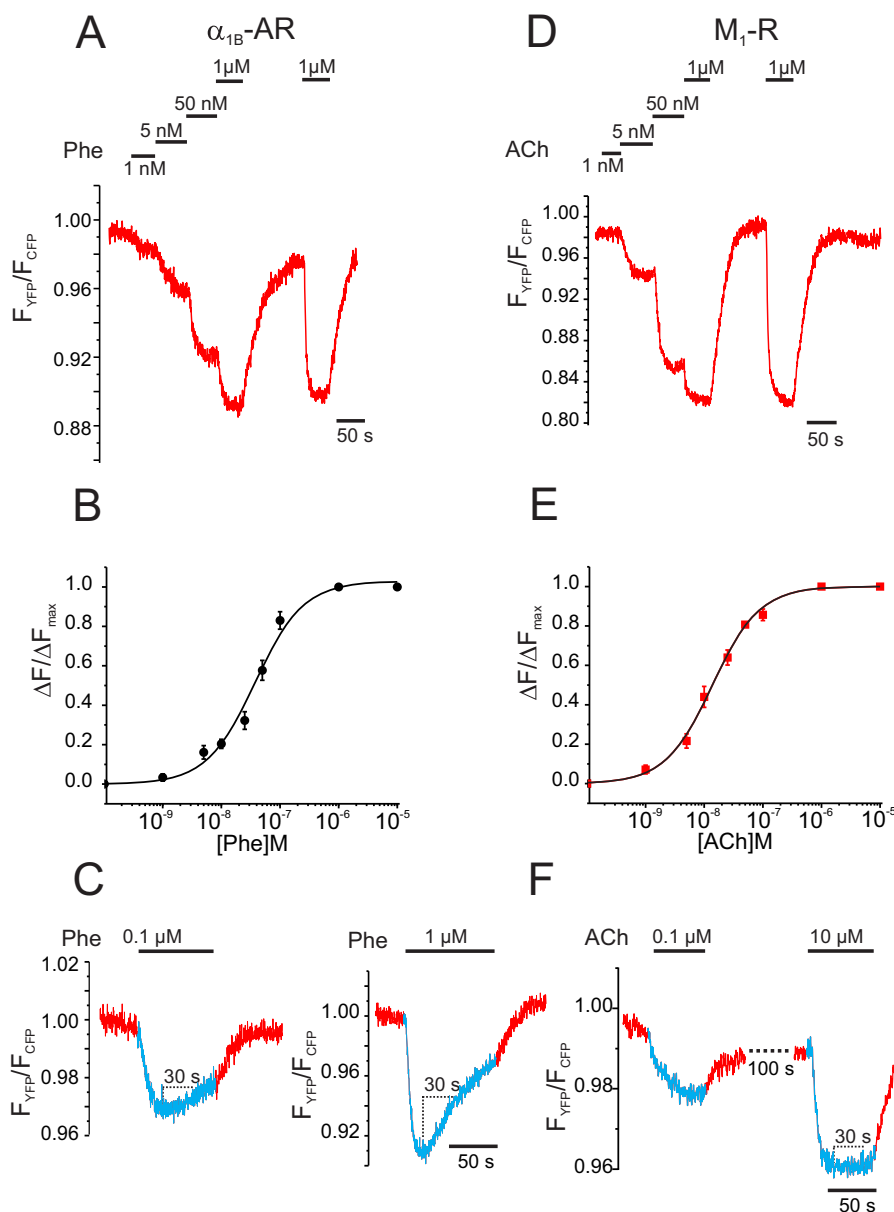 A
α1B-AR
1µM
1µM
50 nM
5 nM
Phe
1 nM
FYFP/FCFP
1.00
0.96
0.92
0.88
50 s
D
M1-R
1µM
1µM
50 nM
5 nM
ACh
1 nM
FYFP/FCFP
1.00
0.96
0.92
0.88
0.84
0.80
50 s
B
ΔF/ΔFmax
1.0
0.8
0.6
0.4
0.2
0.0
10-9 10-8 10-7 10-6 10-5
[Phe]M
E
ΔF/ΔFmax
1.0
0.8
0.6
0.4
0.2
0.0
10-9 10-8 10-7 10-6 10-5
[ACh]M
C
Phe
0.1 µM
FYFP/FCFP
1.02
1.00
0.97
0.96
30 s
Phe
1 µM
1.00
0.96
0.92
30 s
50 s
F
ACh
0.1 µM
10 µM
FYFP/FCFP
1.00
0.98
0.96
100 s
30 s
50 s